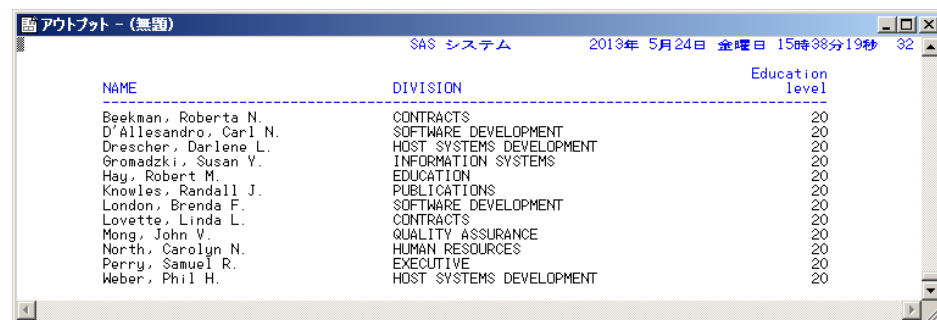 アウトプット - (無題)
SAS システム 2013年 5月24日 金曜日 15時38分19秒 32
Education
NAME DIVISION level
Beekman, Roberta N. CONTRACTS 20
D'Allesandro, Carl N. SOFTWARE DEVELOPMENT 20
Drescher, Darlene L. HOST SYSTEMS DEVELOPMENT 20
Gromadzki, Susan Y. INFORMATION SYSTEMS 20
Hay, Robert M. EDUCATION 20
Knowles, Randall J. PUBLICATIONS 20
London, Brenda F. SOFTWARE DEVELOPMENT 20
Lovette, Linda L. CONTRACTS 20
Mong, John V. QUALITY ASSURANCE 20
North, Carolyn N. HUMAN RESOURCES 20
Perry, Samuel R. EXECUTIVE 20
Weber, Phil H. HOST SYSTEMS DEVELOPMENT 20